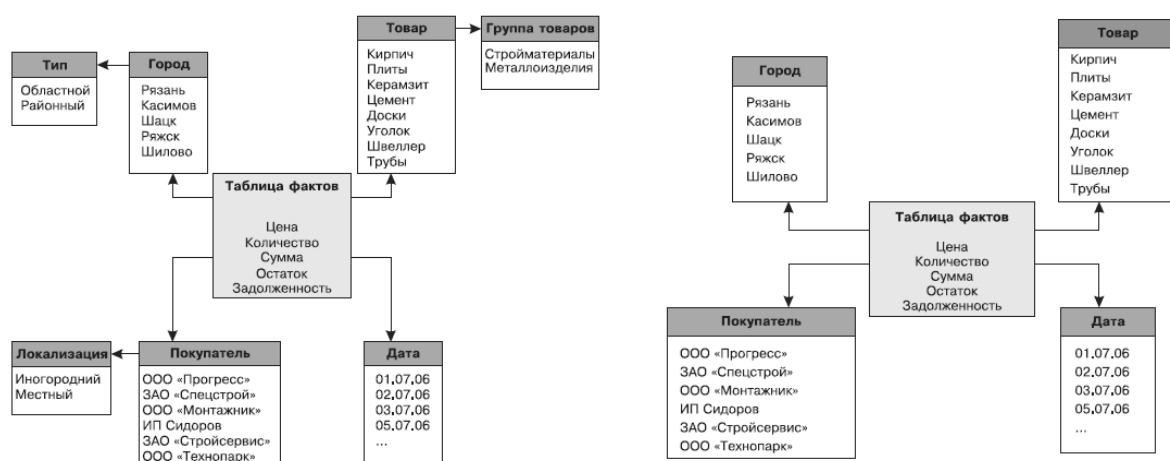 Тип
Областной
Районный
Город
Рязань
Касимов
Шацк
Ряжск
Шилово
Товар
Кирпич
Плиты
Керамзит
Цемент
Доски
Уголок
Швеллер
Трубы
Группа товаров
Стройматериалы
Металлоизделия
Таблица фактов
Цена
Количество
Сумма
Остаток
Задолженность
Локализация
Иногородний
Местный
Покупатель
ООО «Прогресс»
ЗАО «Спецстрой»
ООО «Монтажник»
ИП Сидоров
ЗАО «Стройсервис»
ООО «Технопарк»
Дата
01.07.06
02.07.06
03.07.06
05.07.06
...
Город
Рязань
Касимов
Шацк
Ряжск
Шилово
Товар
Кирпич
Плиты
Керамзит
Цемент
Доски
Уголок
Швеллер
Трубы
Таблица фактов
Цена
Количество
Сумма
Остаток
Задолженность
Покупатель
ООО «Прогресс»
ЗАО «Спецстрой»
ООО «Монтажник»
ИП Сидоров
ЗАО «Стройсервис»
ООО «Технопарк»
Дата
01.07.06
02.07.06
03.07.06
05.07.06
...